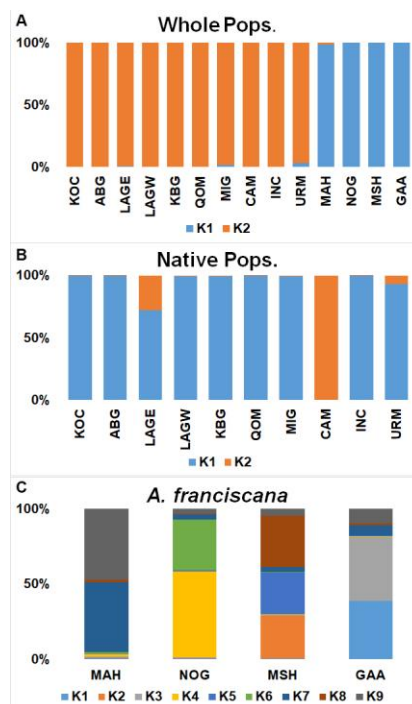 A
Whole Pops.
100%
50%
0%
KOC ABG LAGE LAGW KBG QOM MIG CAM INC URM MAH NOG MSH GAA
K1 K2
B
Native Pops.
100%
50%
0%
KOC ABG LAGE LAGW KBG QOM MIG CAM INC URM
K1 K2
C
A. franciscana
100%
50%
0%
MAH NOG MSH GAA
K1 K2 K3 K4 K5 K6 K7 K8 K9